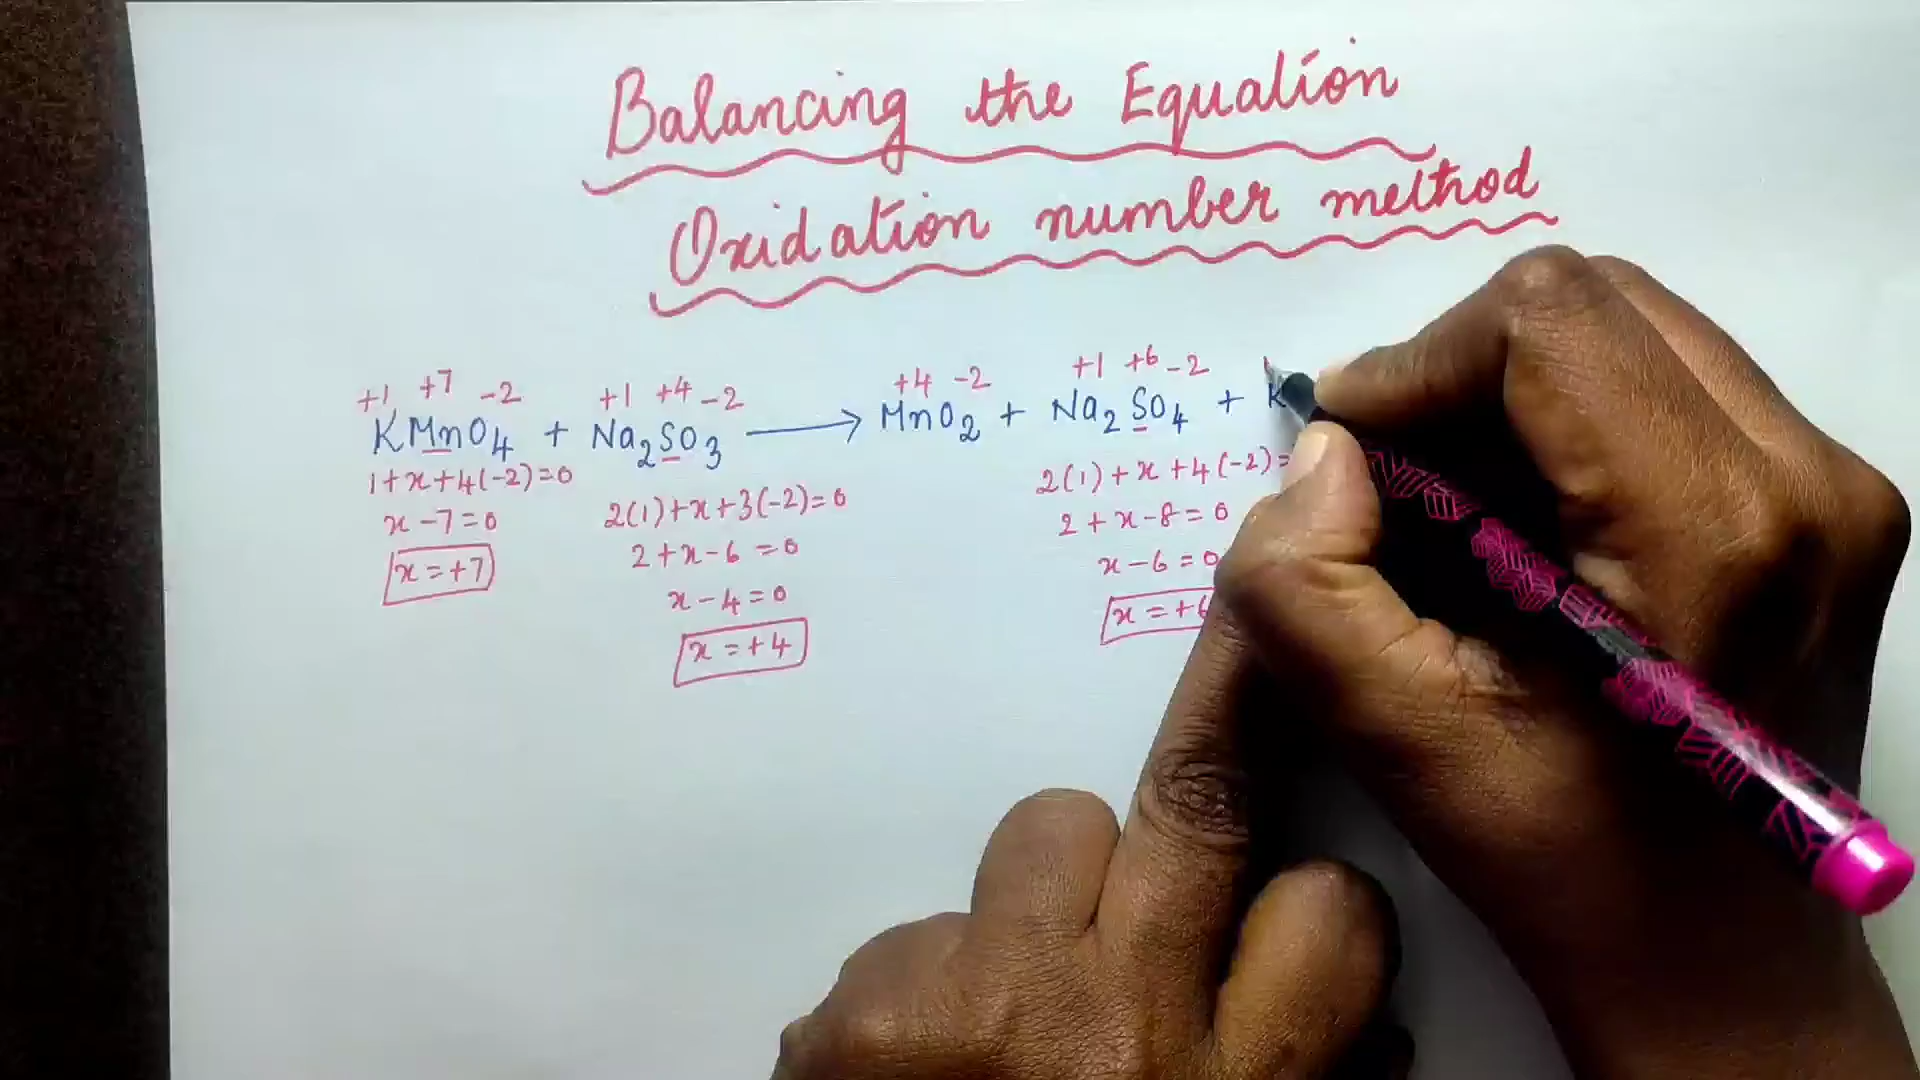 Balancing the Equation
Oxidation number method
+1 +7 -2 +1 +4 -2 +4 -2 +1 +6 -2
KMnO4 + Na2SO3 ⟶ MnO2 + Na2SO4 + K
1+x+4(-2)=0
x-7=0
x=+7
2(1)+x+3(-2)=0
2+x-6=0
x-4=0
x=+4
2(1)+x+4(-2)=
2+x-8=0
x-6=0
x=+6